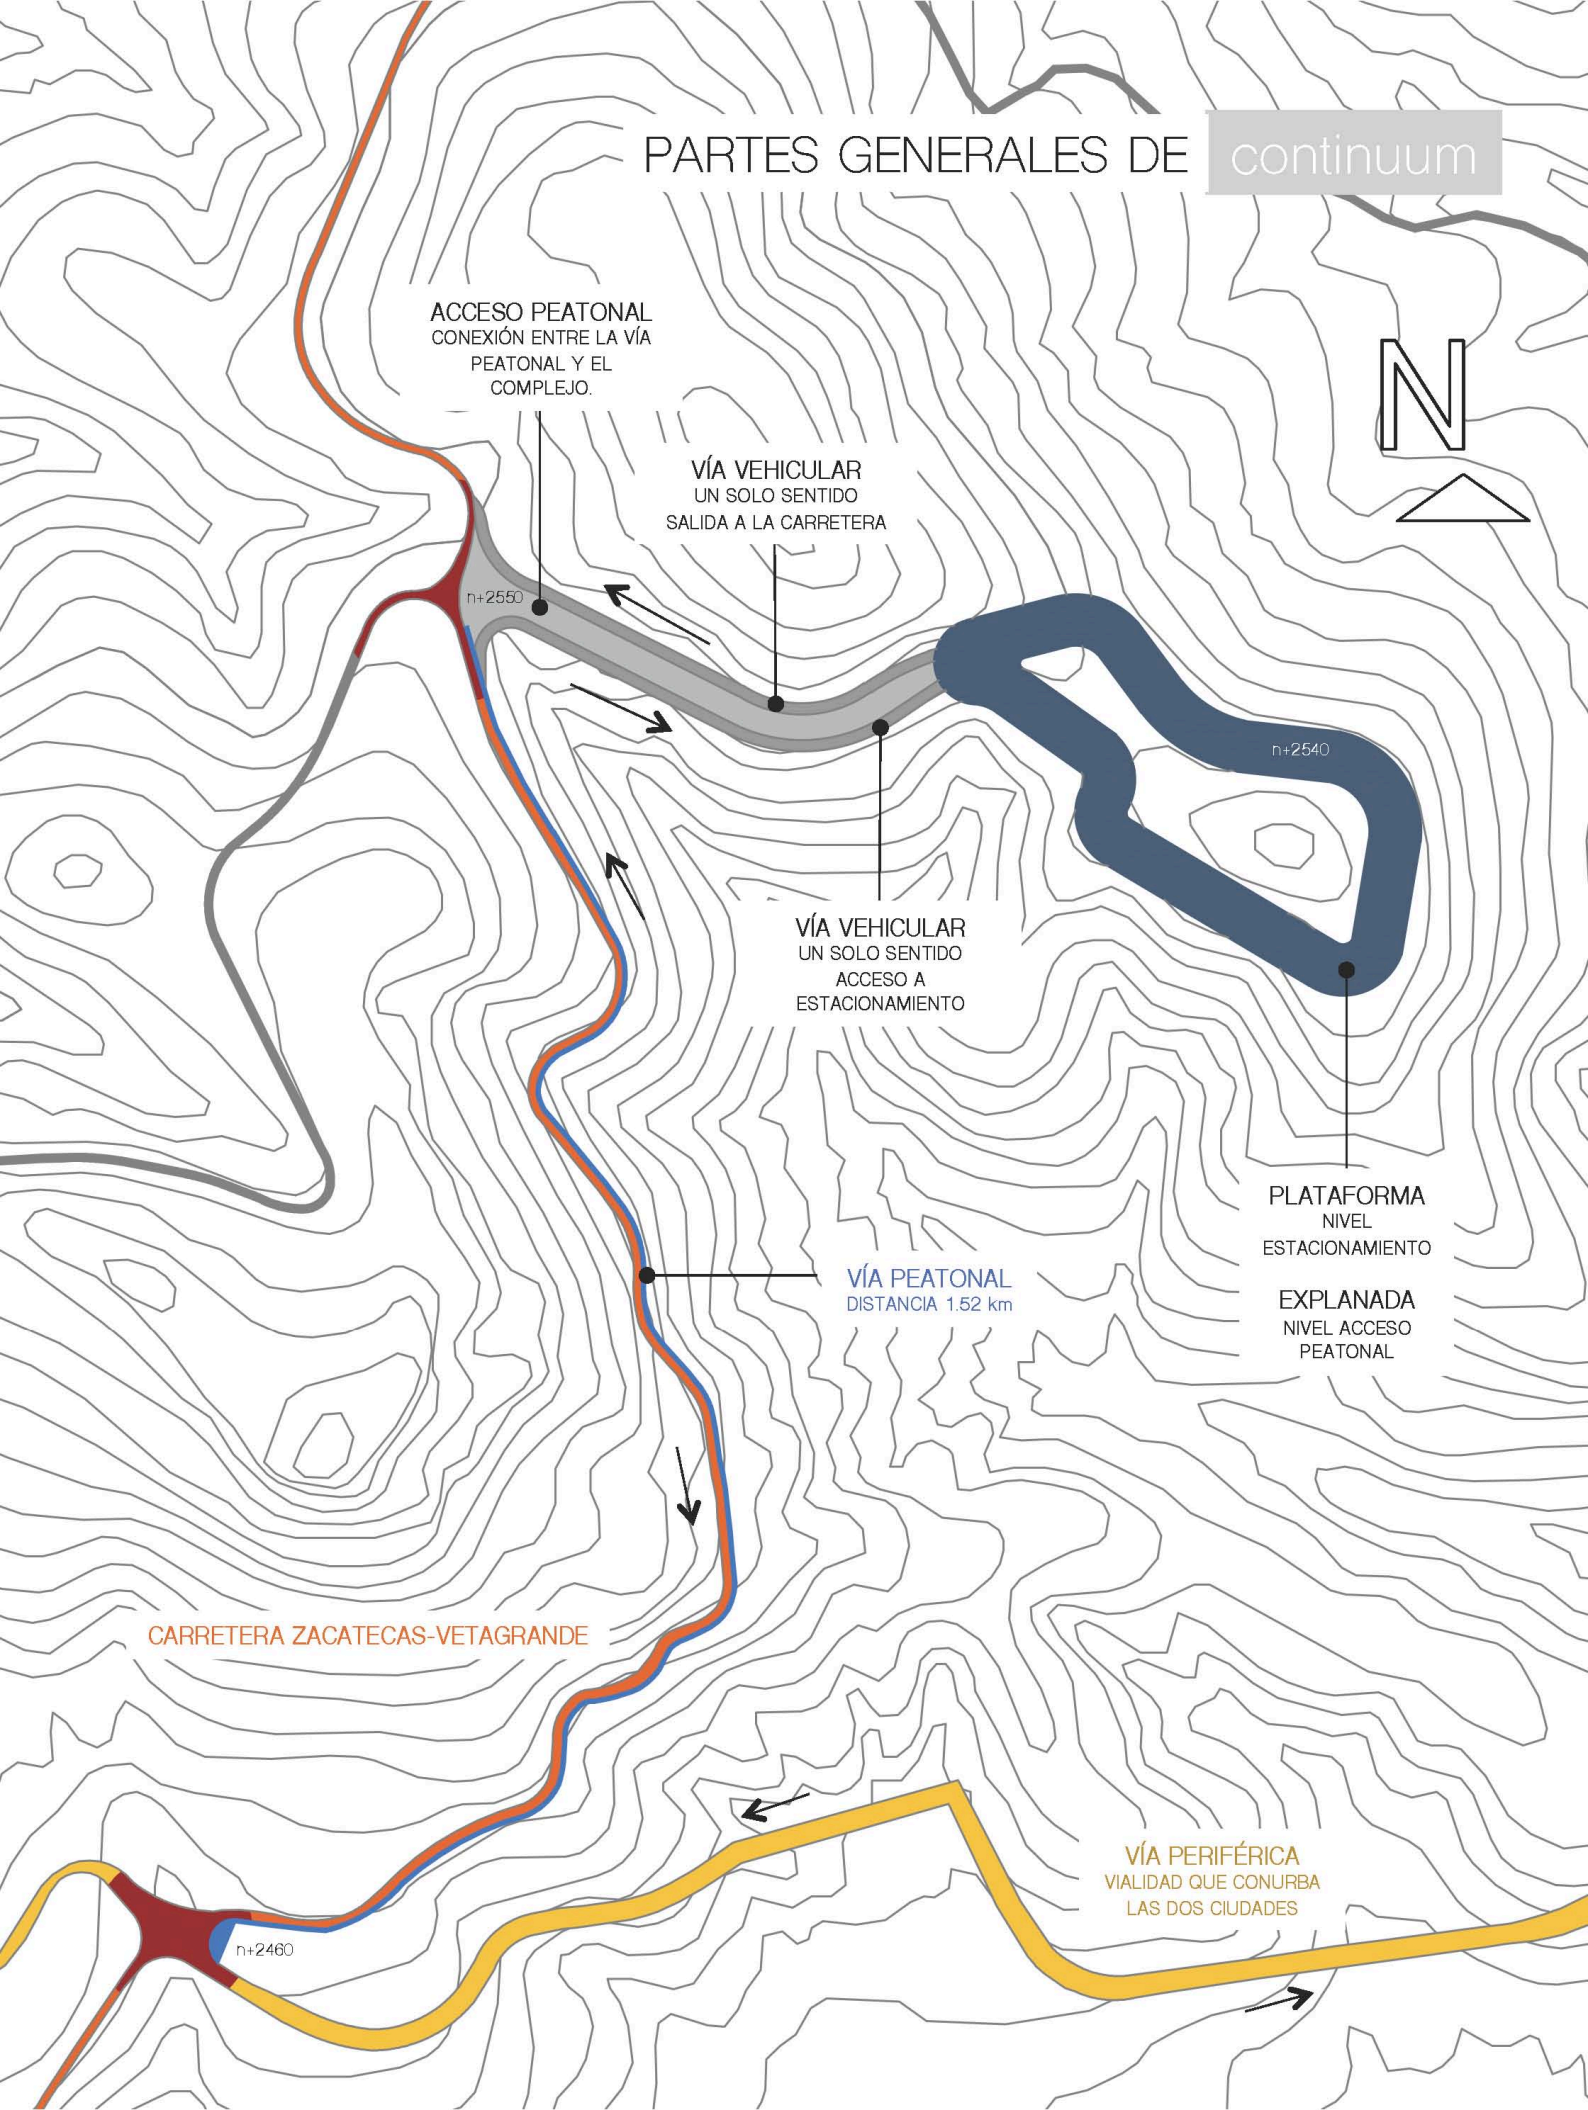 PARTES GENERALES DE continuum
ACCESO PEATONAL
CONEXIÓN ENTRE LA VÍA
PEATONAL Y EL
COMPLEJO.
N
VÍA VEHICULAR
UN SOLO SENTIDO
SALIDA A LA CARRETERA
n+2550
n+2540
VÍA VEHICULAR
UN SOLO SENTIDO
ACCESO A
ESTACIONAMIENTO
PLATAFORMA
NIVEL
ESTACIONAMIENTO
EXPLANADA
NIVEL ACCESO
PEATONAL
VÍA PEATONAL
DISTANCIA 1.52 km
CARRETERA ZACATECAS-VETAGRANDE
VÍA PERIFÉRICA
VIALIDAD QUE CONURBA
LAS DOS CIUDADES
n+2460